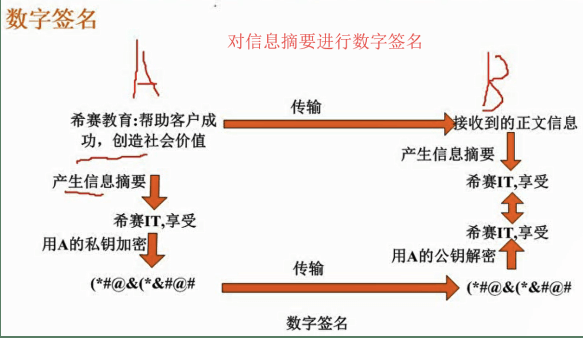 数字签名
对信息摘要进行数字签名
A
B
希赛教育:帮助客户成
功，创造社会价值
传输
接收到的正文信息
产生信息摘要
产生信息摘要
希赛IT,享受
希赛IT,享受
希赛IT,享受
用A的私钥加密
用A的公钥解密
(*#@&(*&#@#
传输
(*#@&(*&#@#
数字签名